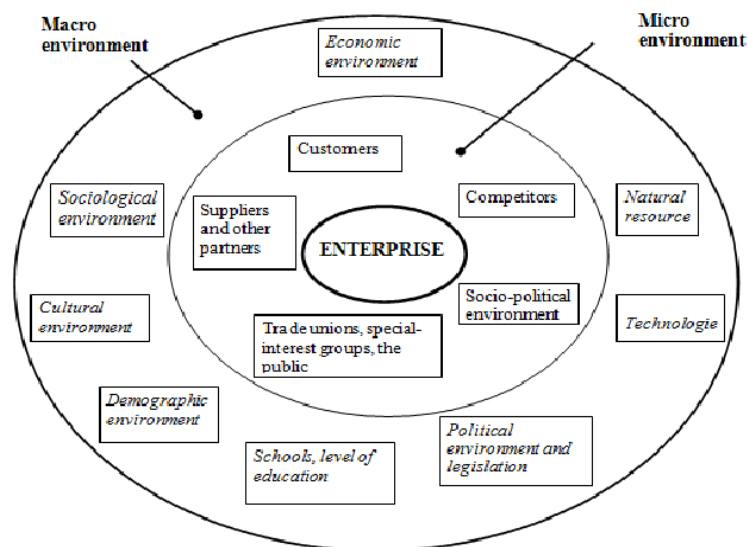 Macro
environment
Micro
environment
Economic
environment
Customers
Sociological
environment
Suppliers
and other
partners
Competitors
Natural
resource
ENTERPRISE
Cultural
environment
Trade unions, special-
interest groups, the
public
Socio-political
environment
Technologie
Demographic
environment
Schools, level of
education
Political
environment and
legislation